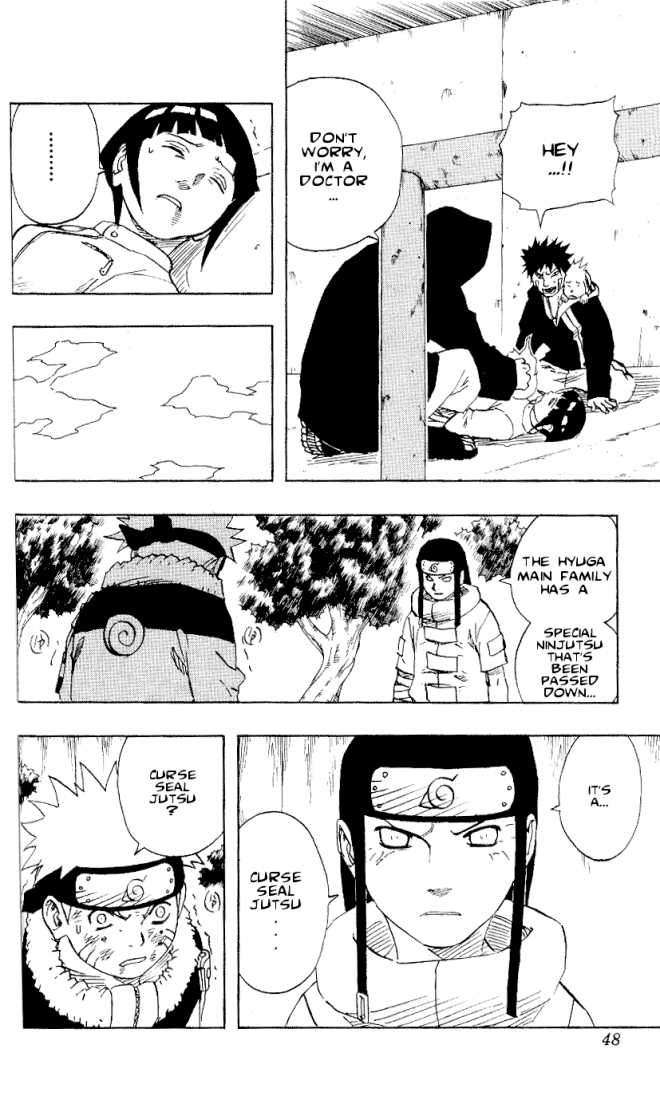 HEY
...!!
DON'T
WORRY,
I'M A
DOCTOR
...
.........
THE HYUGA
MAIN FAMILY
HAS A
SPECIAL
NINJUTSU
THAT'S
BEEN
PASSED
DOWN...
IT'S
A...
CURSE
SEAL
JUTSU
...
CURSE
SEAL
JUTSU
?
48